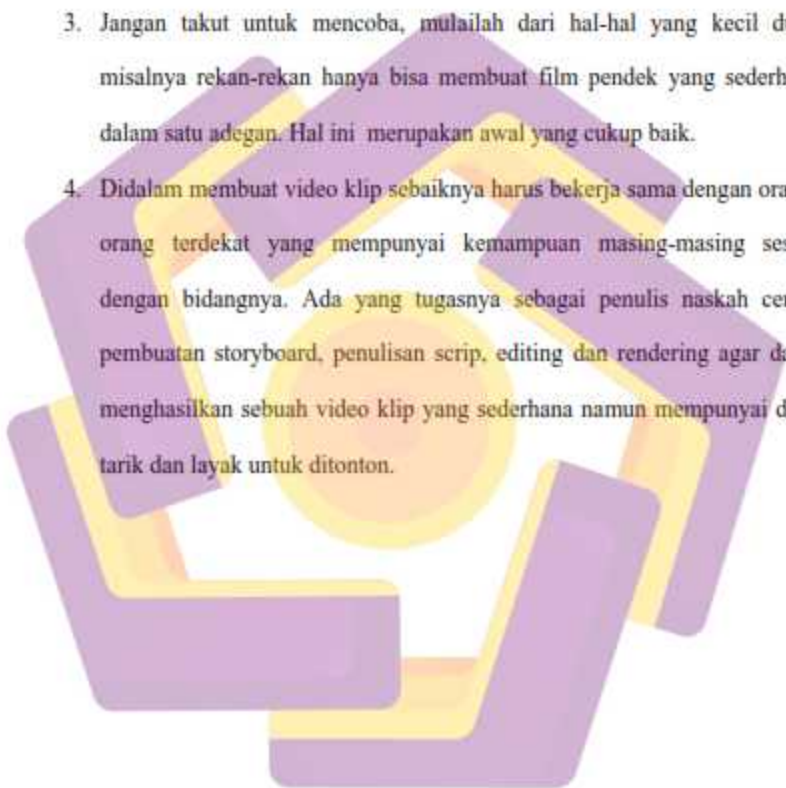 3. Jangan takut untuk mencoba, mulailah dari hal-hal yang kecil
misalnya rekan-rekan hanya bisa membuat film pendek yang
dalam satu adegan. Hal ini merupakan awal yang cukup baik.
4. Didalam membuat video klip sebaiknya harus bekerja sama dengan
orang terdekat yang mempunyai kemampuan masing-masing
dengan bidangnya. Ada yang tugasnya sebagai penulis naskah
pembuatan storyboard, penulisan scrip, editing dan rendering agar
menghasilkan sebuah video klip yang sederhana namun mempunyai
tarik dan layak untuk ditonton.